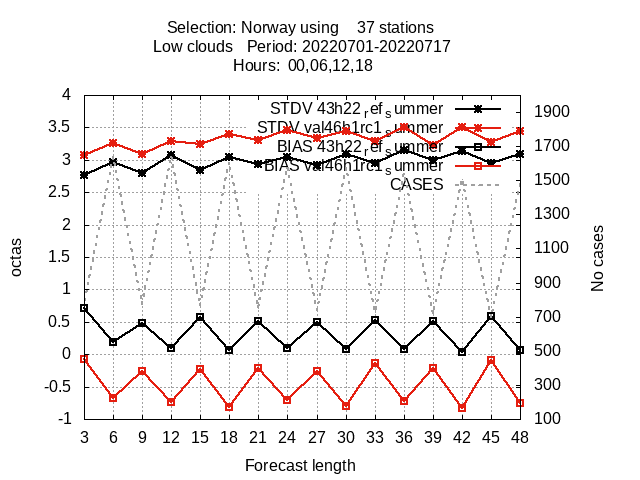 Selection: Norway using 37 stations
Low clouds Period: 20220701-20220717
Hours: 00,06,12,18
STDV 43h22_ref_summer
STDV val46h1rc1_summer
BIAS 43h22_ref_summer
BIAS val46h1rc1_summer
CASES
4
3.5
3
2.5
2
1.5
1
0.5
0
-0.5
-1
octas
1900
1700
1500
1300
1100
900
700
500
300
100
No cases
3 6 9 12 15 18 21 24 27 30 33 36 39 42 45 48
Forecast length